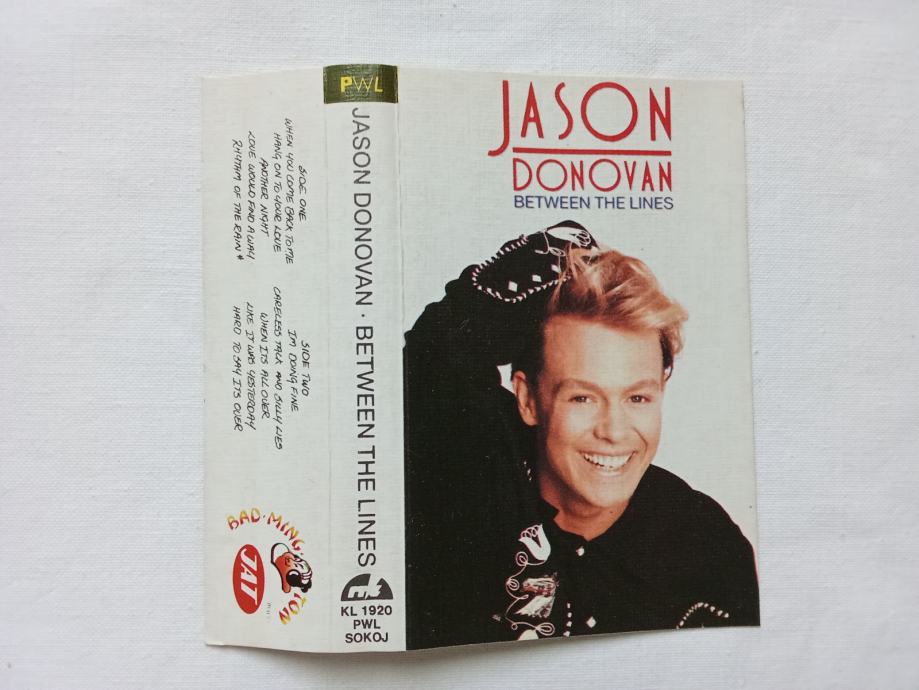 JASON
DONOVAN
BETWEEN THE LINES
PWL
JASON DONOVAN · BETWEEN THE LINES
KL 1920
PWL
SOKOJ
SIDE ONE
WHEN YOU COME BACK TO ME
HANG ON TO YOUR LOVE
ANOTHER NIGHT
LOVE WOULD FIND A WAY
RHYTHM OF THE RAIN *
SIDE TWO
I'M DOING FINE
CARELESS TALK AND SILLY LIES
WHEN ITS ALL OVER
LIKE IT WAS YESTERDAY
HARD TO SAY ITS OVER
BAD·MING·TON
JAT